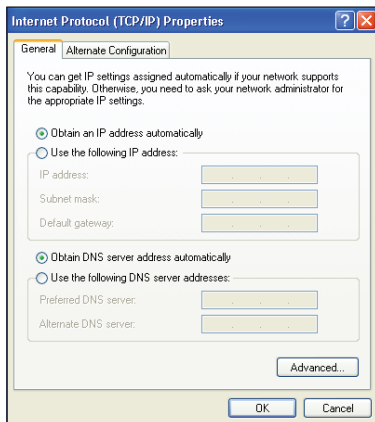 Internet Protocol (TCP/IP) Properties
General
Alternate Configuration
You can get IP settings assigned automatically if your network supports
this capability. Otherwise, you need to ask your network administrator for
the appropriate IP settings.
Obtain an IP address automatically
Use the following IP address:
IP address:
Subnet mask:
Default gateway:
Obtain DNS server address automatically
Use the following DNS server addresses:
Preferred DNS server:
Alternate DNS server:
Advanced...
OK
Cancel